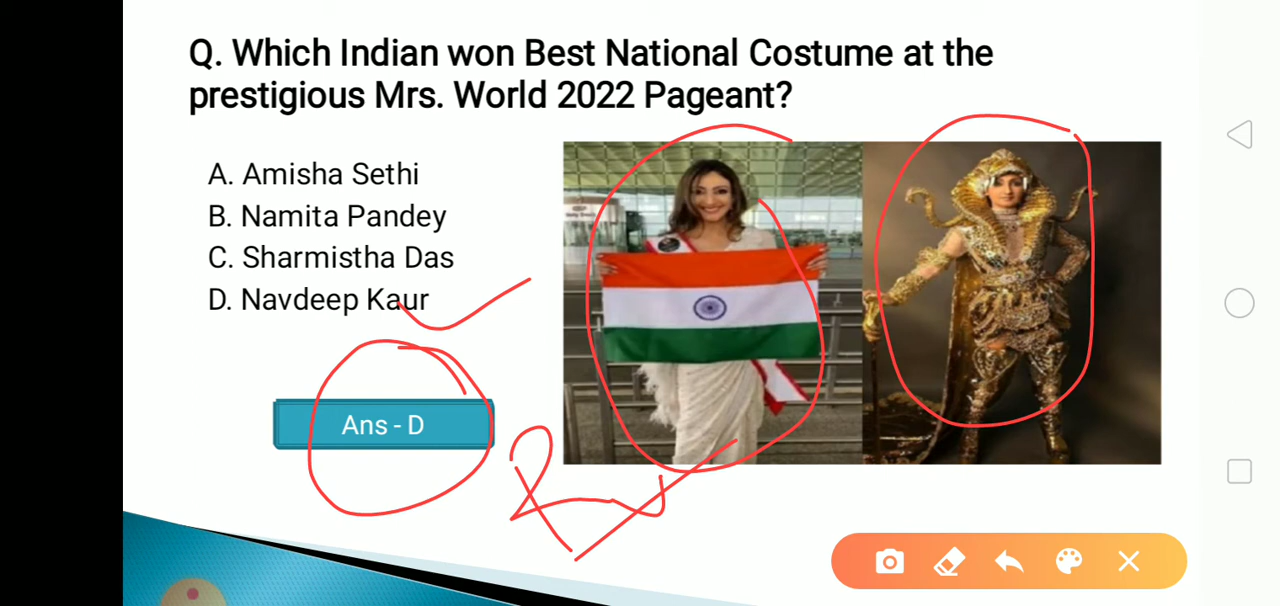 Q. Which Indian won Best National Costume at the
prestigious Mrs. World 2022 Pageant?
A. Amisha Sethi
B. Namita Pandey
C. Sharmistha Das
D. Navdeep Kaur
Ans - D